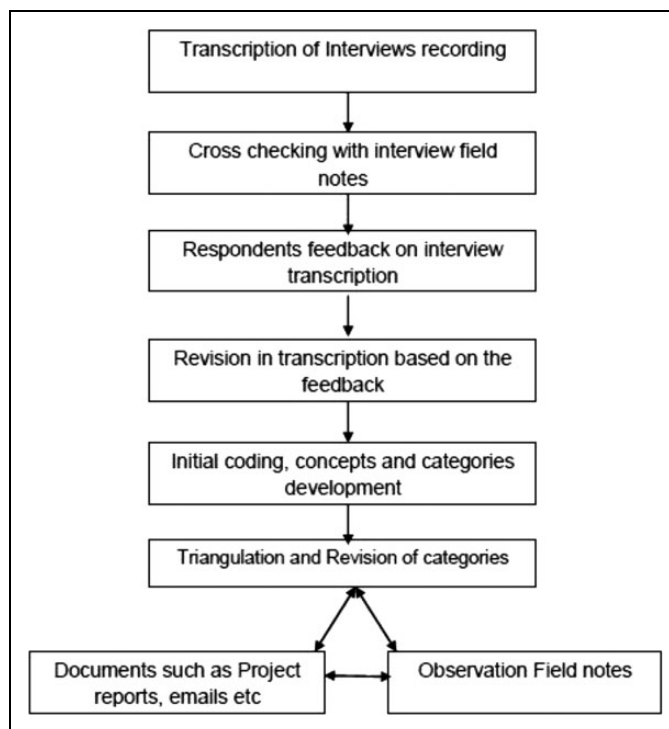 Transcription of Interviews recording
Cross checking with interview field
notes
Respondents feedback on interview
transcription
Revision in transcription based on the
feedback
Initial coding, concepts and categories
development
Triangulation and Revision of categories
Documents such as Project
reports, emails etc
Observation Field notes